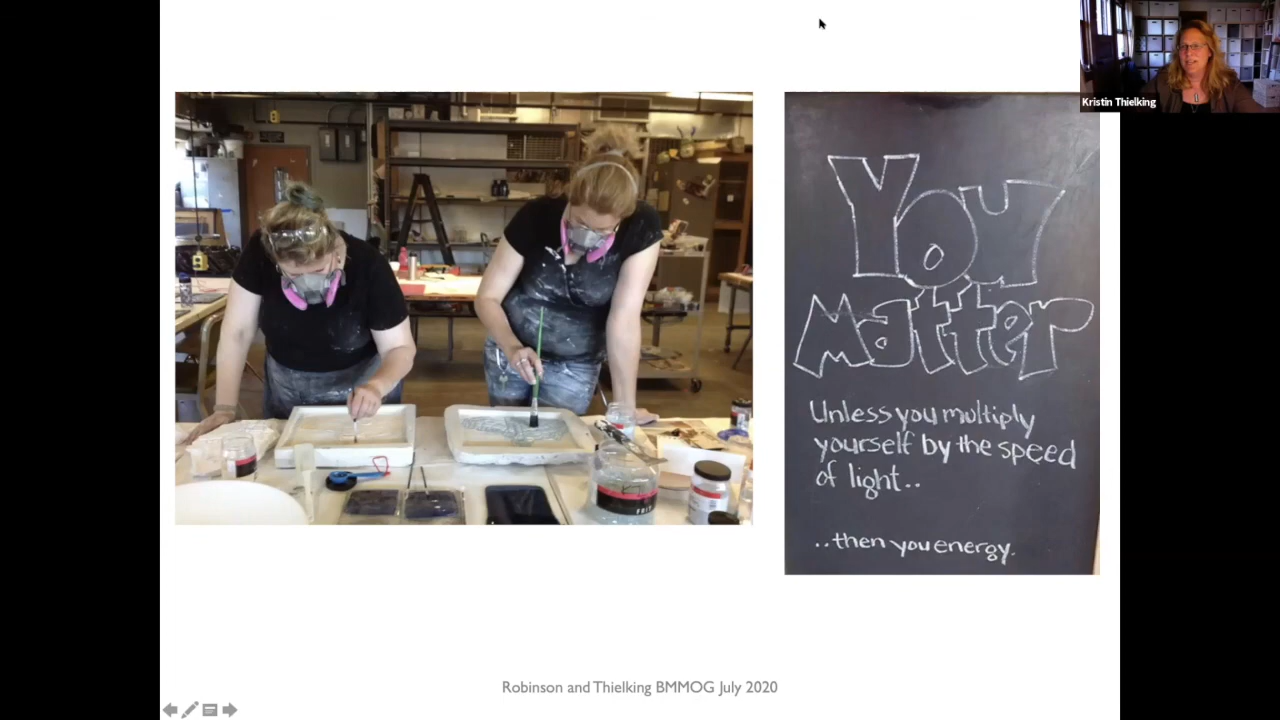 Kristin Thielking
You
Matter
Unless you multiply
yourself by the speed
of light..
..then you energy.
Robinson and Thielking BMMOG July 2020